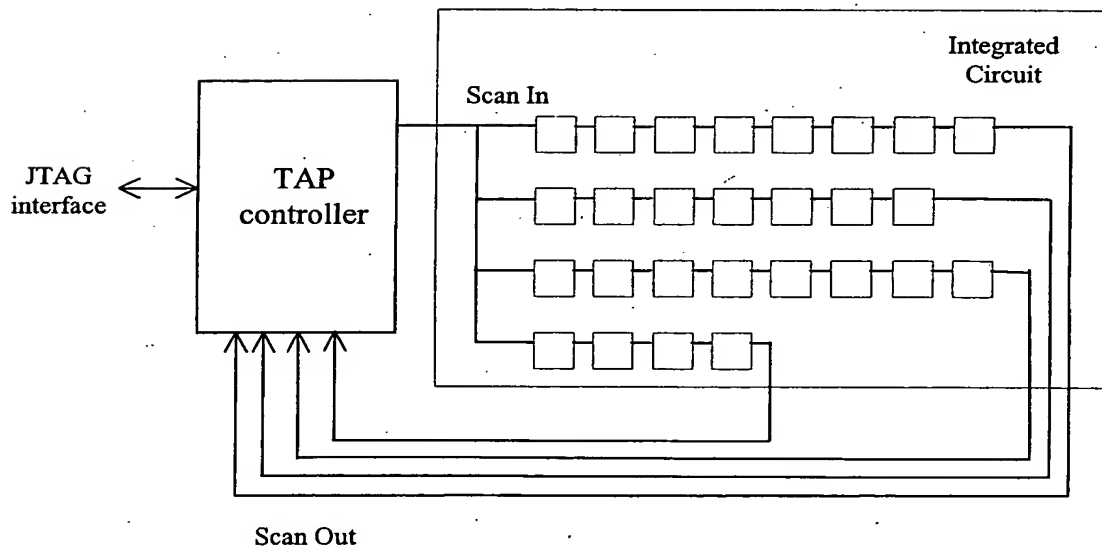 Integrated
Circuit
Scan In
JTAG
interface
TAP
controller
Scan Out